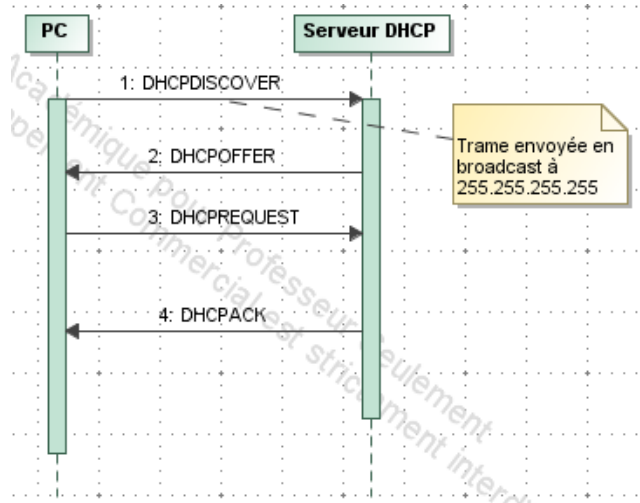 PC
Serveur DHCP
1: DHCPDISCOVER
Trame envoyée en
broadcast à
255.255.255.255
2: DHCPOFFER
3: DHCPREQUEST
4: DHCPACK
Académique pour Professeur Seulement
Commercial est strictement